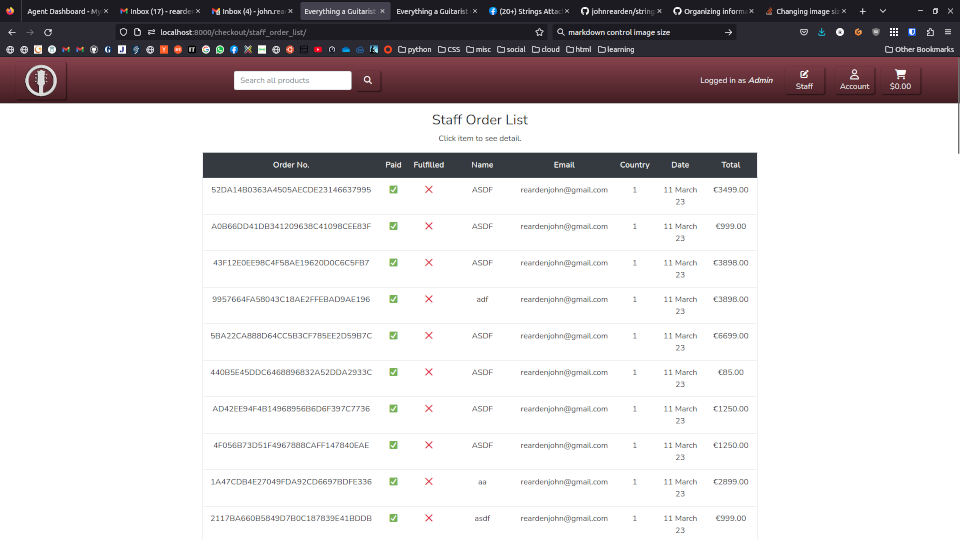 Agent Dashboard - My
Inbox (17) - rearden
Inbox (4) - john.rear
Everything a Guitarist
Everything a Guitarist
(20+) Strings Attach
johnrearden/string
Organizing informa
Changing image siz
localhost:8000/checkout/staff_order_list/
markdown control image size
python
CSS
misc
social
cloud
html
learning
Other Bookmarks
Search all products
Logged in as Admin
Staff
Account
$0.00
Staff Order List
Click item to see detail.
Order No. Paid Fulfilled Name Email Country Date Total
52DA14B0363A4505AECDE23146637995 ASDF reardenjohn@gmail.com 1 11 March 23 €3499.00
A0B66DD41DB341209638C41098CEE83F ASDF reardenjohn@gmail.com 1 11 March 23 €999.00
43F12E0EE98C4F58AE19620D0C6C5FB7 ASDF reardenjohn@gmail.com 1 11 March 23 €3898.00
9957664FA58043C18AE2FFEBAD9AE196 adf reardenjohn@gmail.com 1 11 March 23 €3898.00
5BA22CA888D64CC5B3CF785EE2D59B7C ASDF reardenjohn@gmail.com 1 11 March 23 €6699.00
440B5E45DDC6468896832A52DDA2933C ASDF reardenjohn@gmail.com 1 11 March 23 €85.00
AD42EE94F4B14968956B6D6F397C7736 ASDF reardenjohn@gmail.com 1 11 March 23 €1250.00
4F056B73D51F4967888CAFF147840EAE ASDF reardenjohn@gmail.com 1 11 March 23 €1250.00
1A47CDB4E27049FDA92CD6697BDFE336 aa reardenjohn@gmail.com 1 11 March 23 €2899.00
2117BA660B5849D7B0C187839E41BDDB asdf reardenjohn@gmail.com 1 11 March 23 €999.00